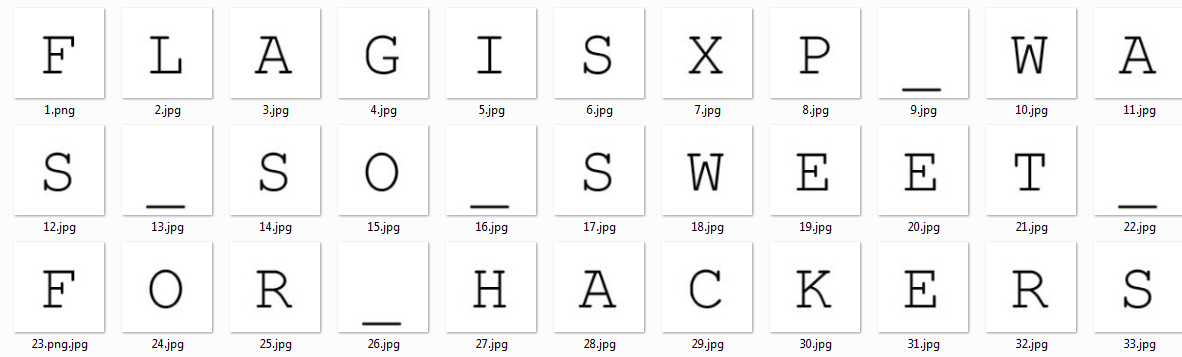 F L A G I S X P _ W A
1.png 2.jpg 3.jpg 4.jpg 5.jpg 6.jpg 7.jpg 8.jpg 9.jpg 10.jpg 11.jpg
S _ S O _ S W E E T _
12.jpg 13.jpg 14.jpg 15.jpg 16.jpg 17.jpg 18.jpg 19.jpg 20.jpg 21.jpg 22.jpg
F O R _ H A C K E R S
23.png.jpg 24.jpg 25.jpg 26.jpg 27.jpg 28.jpg 29.jpg 30.jpg 31.jpg 32.jpg 33.jpg